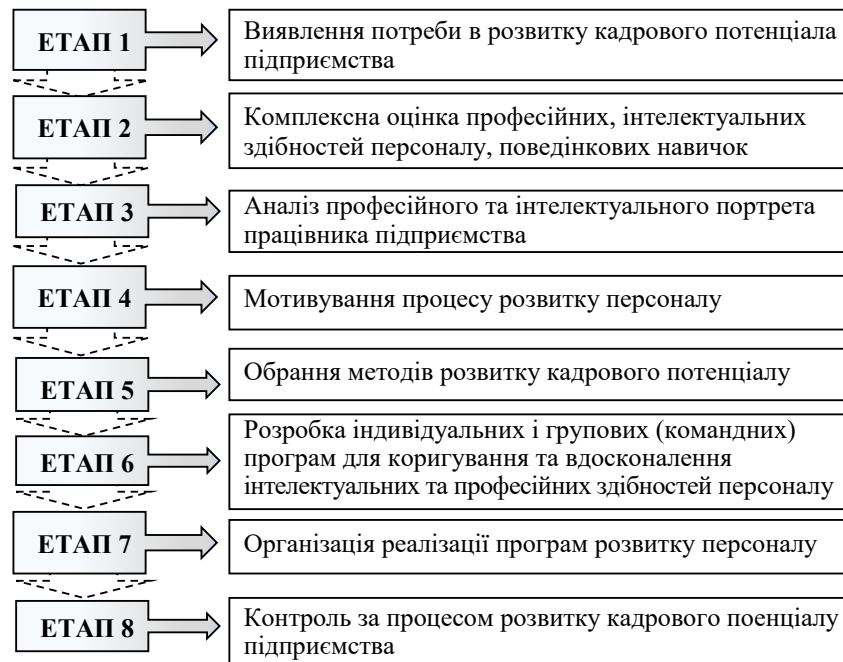 ЕТАП 1
Виявлення потреби в розвитку кадрового потенціала
підприємства
ЕТАП 2
Комплексна оцінка професійних, інтелектуальних
здібностей персоналу, поведінкових навичок
ЕТАП 3
Аналіз професійного та інтелектуального портрета
працівника підприємства
ЕТАП 4
Мотивування процесу розвитку персоналу
ЕТАП 5
Обрання методів розвитку кадрового потенціалу
ЕТАП 6
Розробка індивідуальних і групових (командних)
програм для коригування та вдосконалення
інтелектуальних та професійних здібностей персоналу
ЕТАП 7
Організація реалізації програм розвитку персоналу
ЕТАП 8
Контроль за процесом розвитку кадрового поенціалу
підприємства